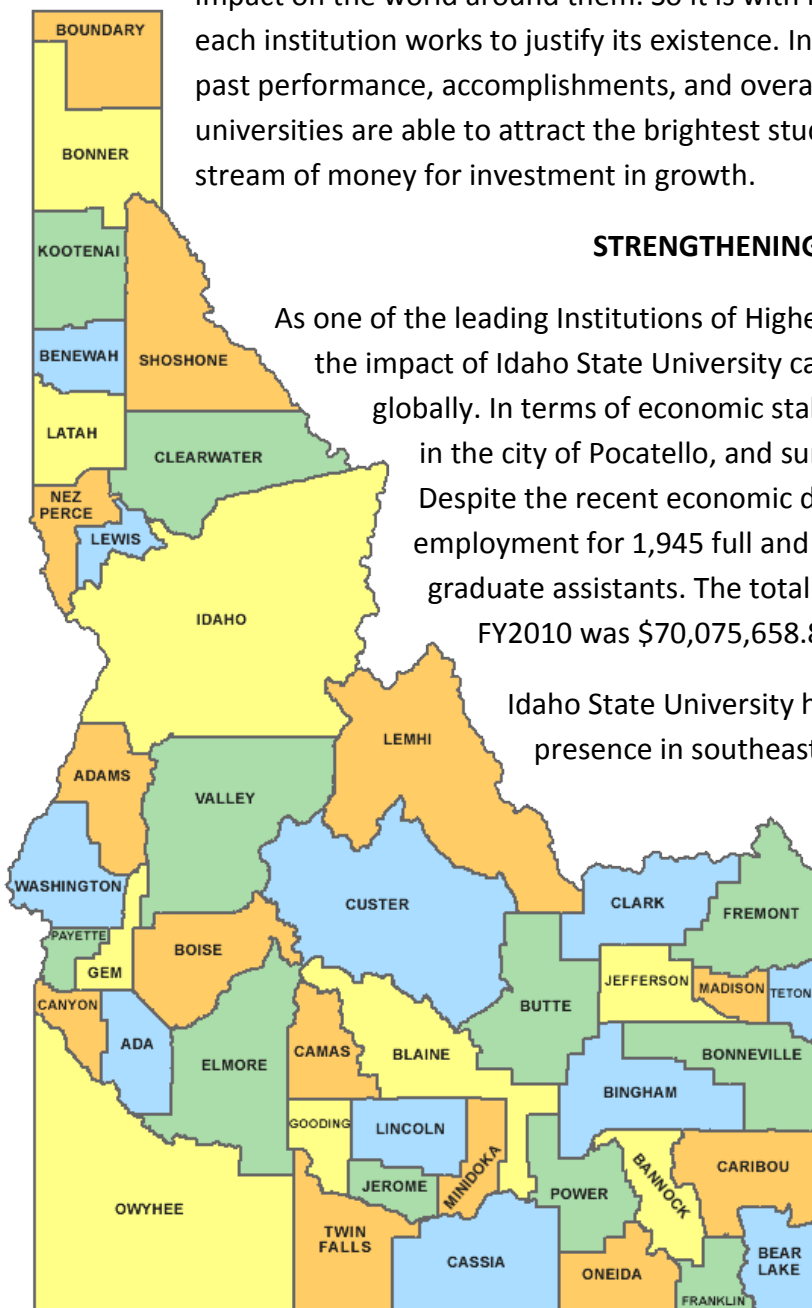 impact on the world around them. So it is with
each institution works to justify its existence. In
past performance, accomplishments, and overa
universities are able to attract the brightest stu
stream of money for investment in growth.
STRENGTHENING
As one of the leading Institutions of Highe
the impact of Idaho State University ca
globally. In terms of economic sta
in the city of Pocatello, and su
Despite the recent economic d
employment for 1,945 full and
graduate assistants. The total
FY2010 was $70,075,658.8
Idaho State University h
presence in southeast
BOUNDARY
BONNER
KOOTENAI
BENEWAH
SHOSHONE
LATAH
CLEARWATER
NEZ
PERCE
LEWIS
IDAHO
LEMHI
ADAMS
VALLEY
WASHINGTON
CUSTER
CLARK
FREMONT
PAYETTE
BOISE
GEM
JEFFERSON
MADISON
TETON
CANYON
BUTTE
ADA
ELMORE
CAMAS
BLAINE
BONNEVILLE
BINGHAM
GOODING
LINCOLN
MINIDOKA
JEROME
POWER
BANNOCK
CARIBOU
OWYHEE
TWIN
FALLS
CASSIA
ONEIDA
BEAR
LAKE
FRANKLIN